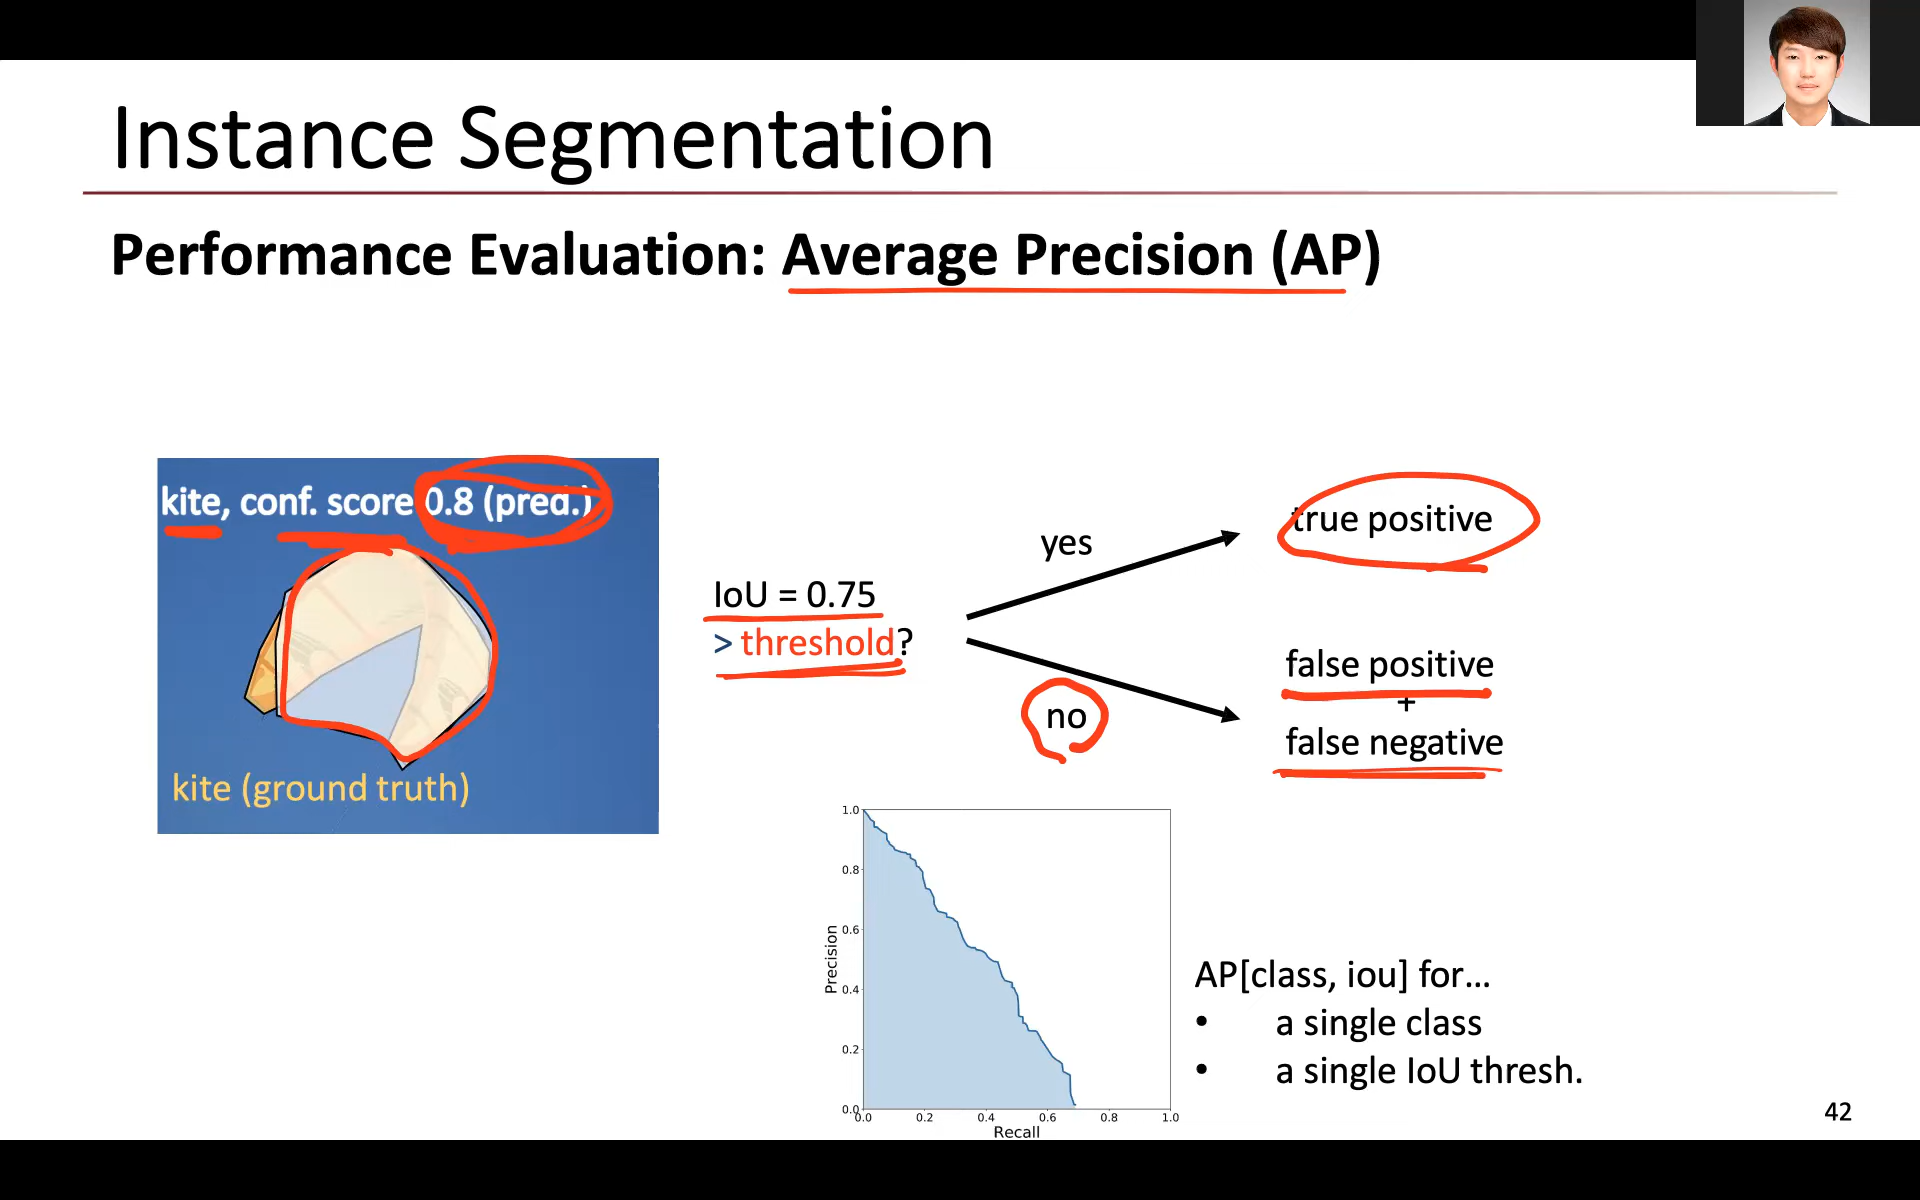 Instance Segmentation
Performance Evaluation: Average Precision (AP)
kite, conf. score 0.8 (pred.)
kite (ground truth)
IoU = 0.75
> threshold?
yes
no
true positive
false positive
+
false negative
1.0
0.8
0.6
0.4
0.2
0.0
Precision
0.0 0.2 0.4 0.6 0.8 1.0
Recall
AP[class, iou] for...
• a single class
• a single IoU thresh.
42